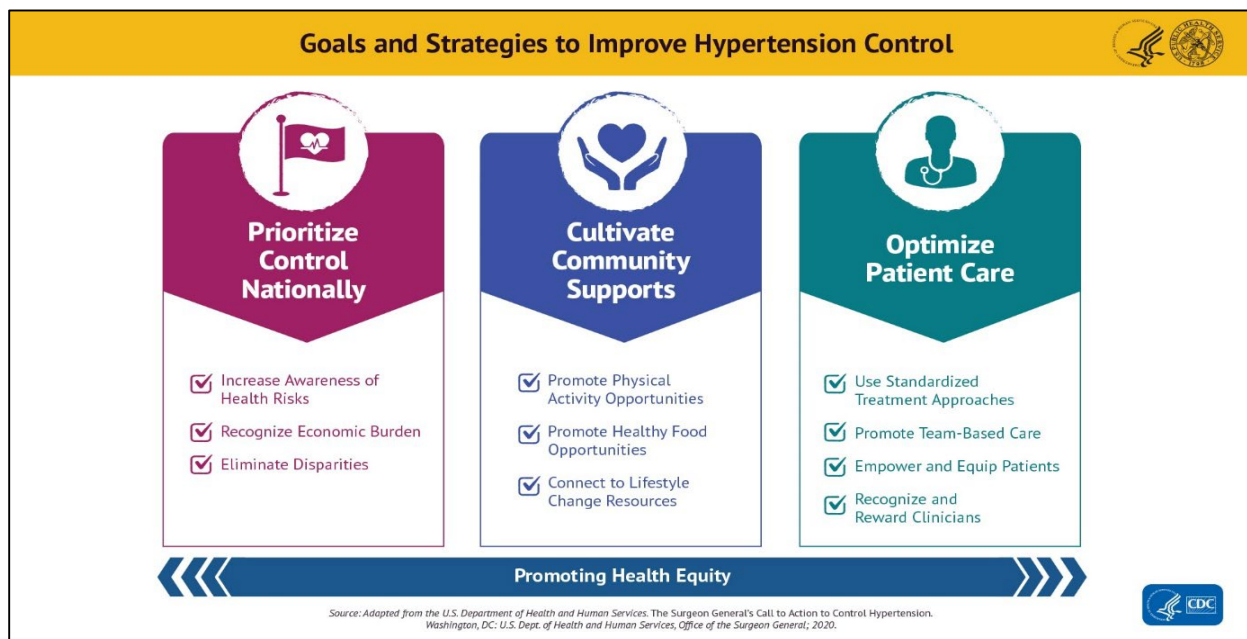 Goals and Strategies to Improve Hypertension Control
Prioritize
Control
Nationally
Increase Awareness of
Health Risks
Recognize Economic Burden
Eliminate Disparities
Cultivate
Community
Supports
Promote Physical
Activity Opportunities
Promote Healthy Food
Opportunities
Connect to Lifestyle
Change Resources
Optimize
Patient Care
Use Standardized
Treatment Approaches
Promote Team-Based Care
Empower and Equip Patients
Recognize and
Reward Clinicians
Promoting Health Equity
Source: Adapted from the U.S. Department of Health and Human Services. The Surgeon General's Call to Action to Control Hypertension.
Washington, DC: U.S. Dept. of Health and Human Services, Office of the Surgeon General; 2020.
CDC